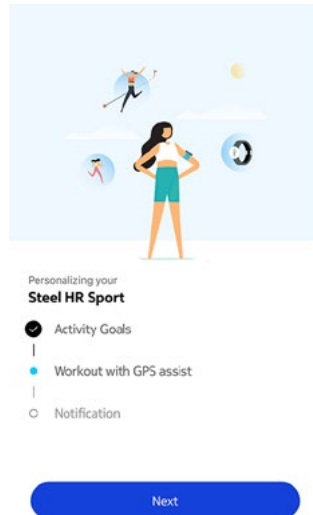 Personalizing your
Steel HR Sport
Activity Goals
Workout with GPS assist
Notification
Next